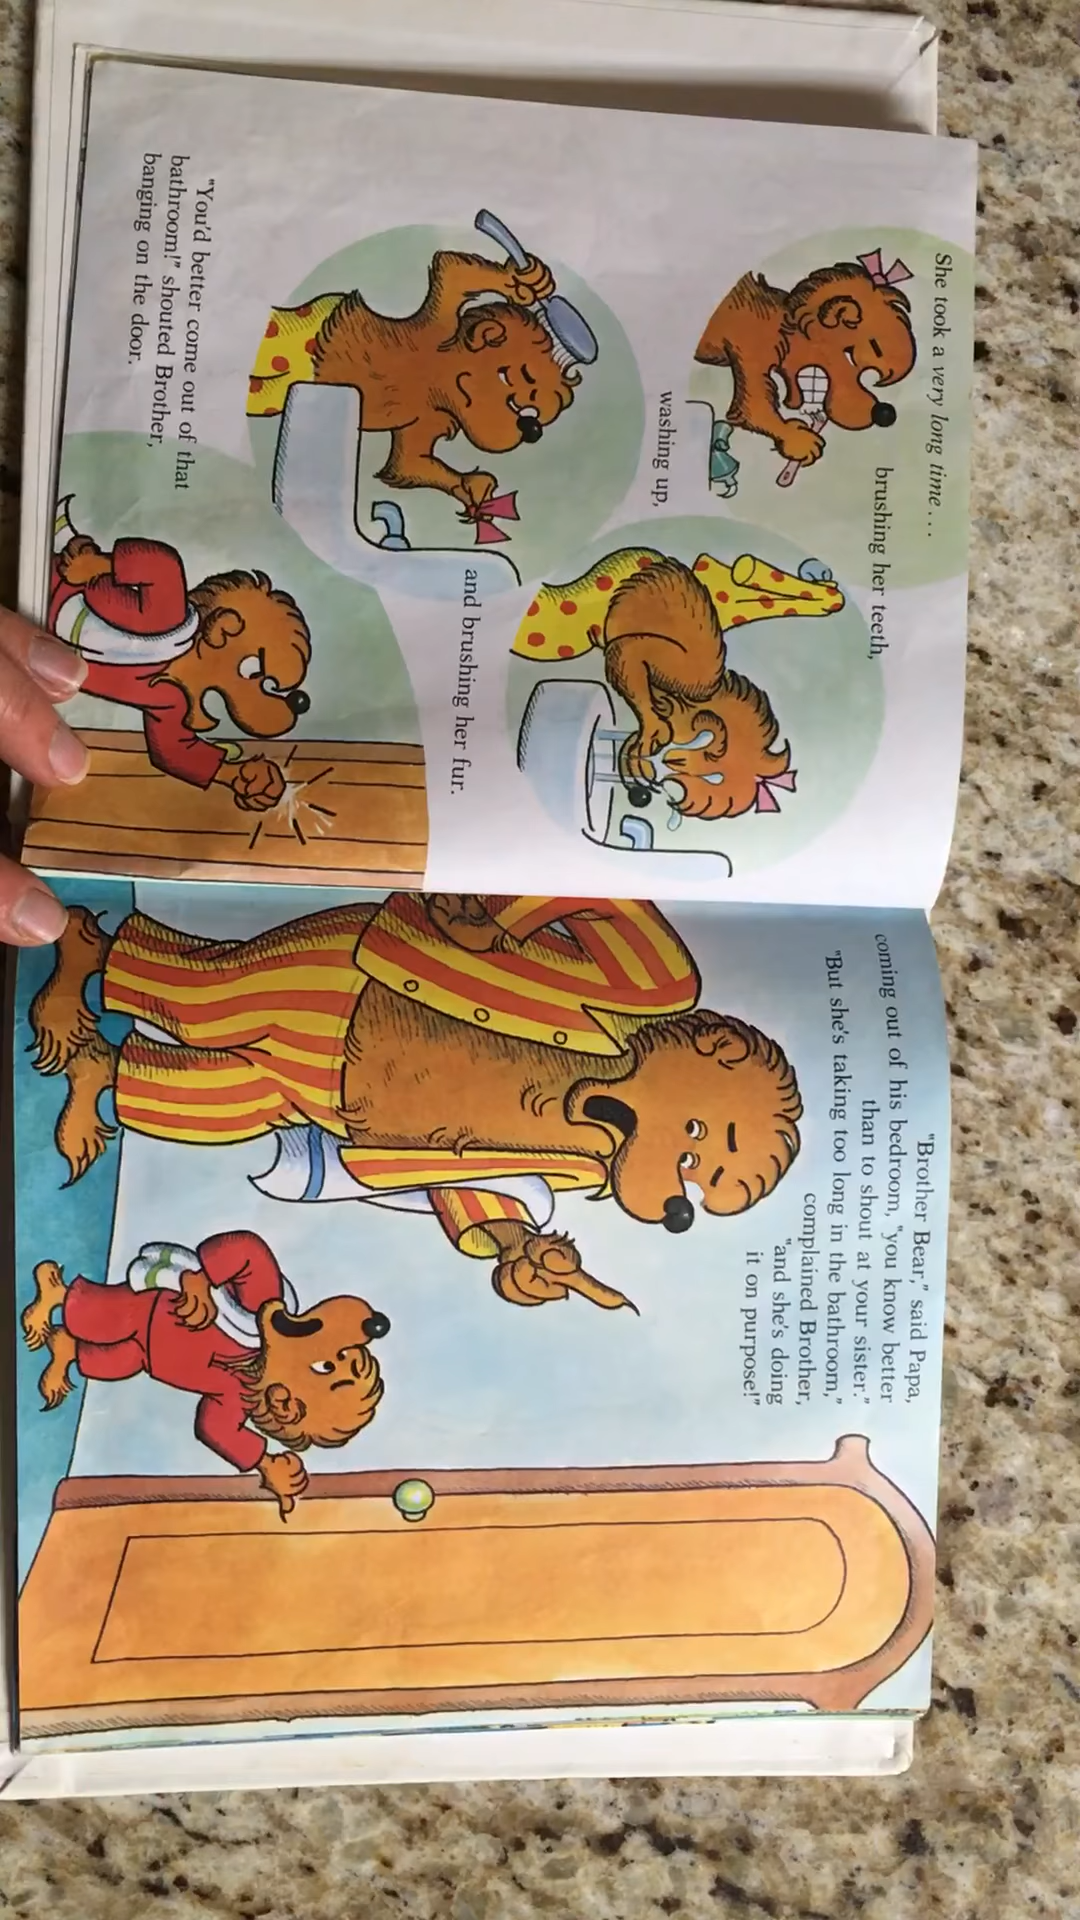 She took a very long time . . .
brushing her teeth,
washing up,
and brushing her fur.
"You'd better come out of that
bathroom!" shouted Brother,
banging on the door.
"Brother Bear," said Papa,
coming out of his bedroom, "you know better
than to shout at your sister."
"But she's taking too long in the bathroom,"
complained Brother,
"and she's doing
it on purpose!"